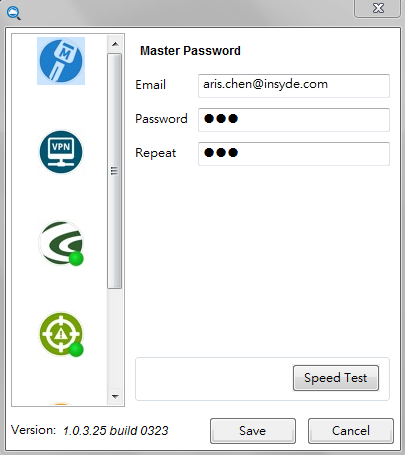 Master Password
M
Email aris.chen@insyde.com
Password ●●●
VPN
Repeat ●●●
Speed Test
Version: 1.0.3.25 build 0323 Save Cancel